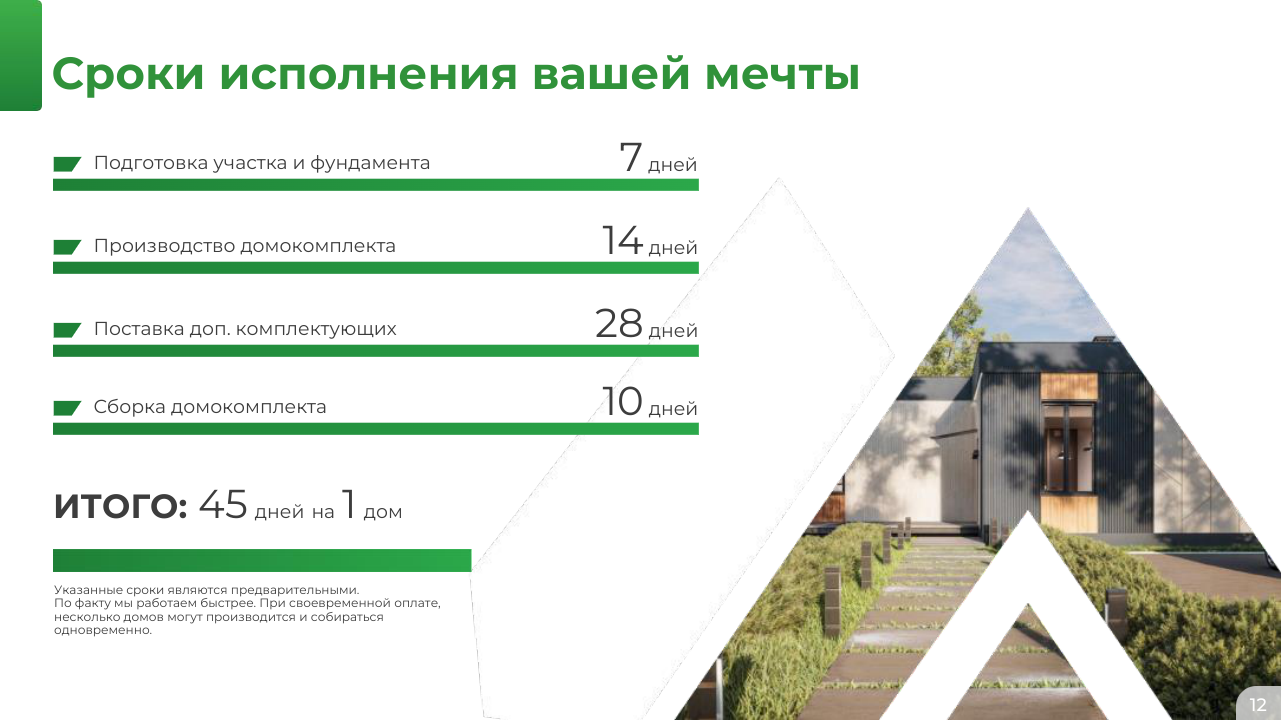 Сроки исполнения вашей мечты
Подготовка участка и фундамента 7 дней
Производство домокомплекта 14 дней
Поставка доп. комплектующих 28 дней
Сборка домокомплекта 10 дней
ИТОГО: 45 дней на 1 дом
Указанные сроки являются предварительными.
По факту мы работаем быстрее. При своевременной оплате,
несколько домов могут производится и собираться
одновременно.
12